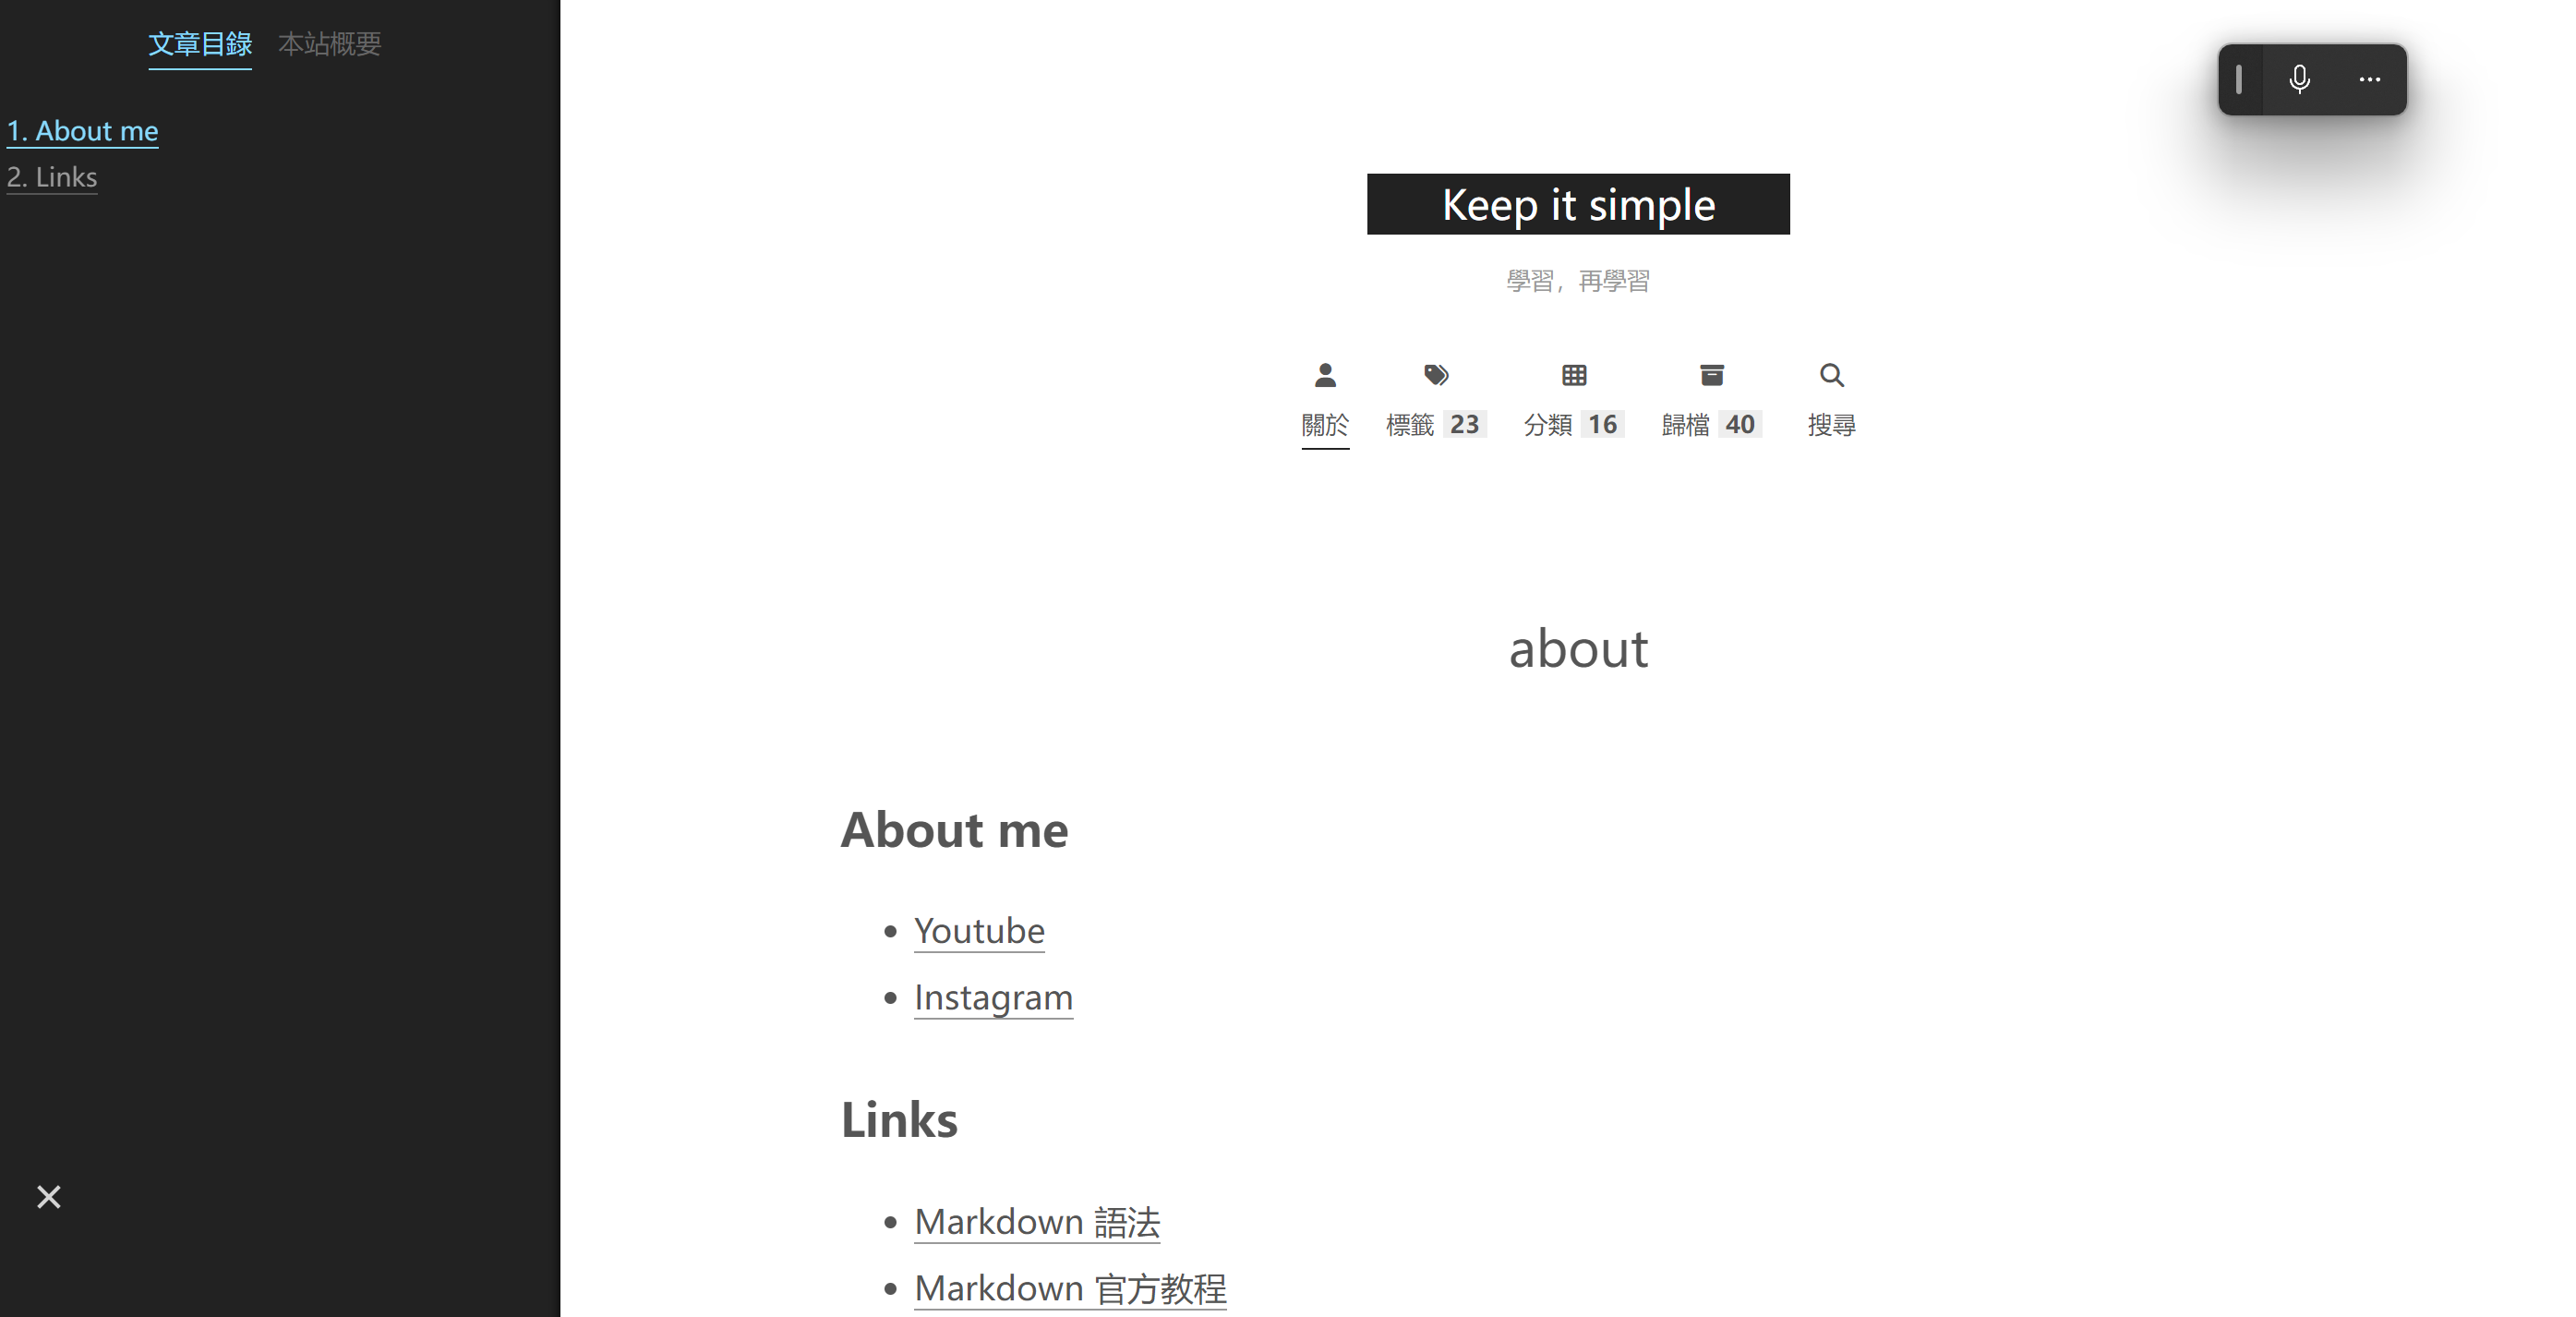 文章目錄 本站概要
1. About me
2. Links
Keep it simple
學習，再學習
關於 標籤 23 分類 16 歸檔 40 搜尋
about
About me
Youtube
Instagram
Links
Markdown 語法
Markdown 官方教程